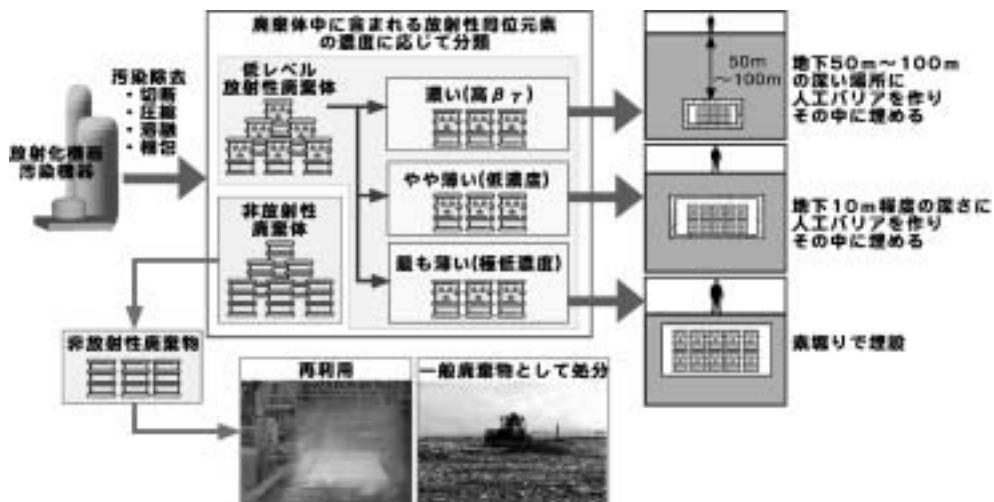 廃棄体中に含まれる放射性同位元素
の濃度に応じて分類
汚染除去
・切断
・圧縮
・溶融
・梱包
放射化機器
汚染機器
低レベル
放射性廃棄体
非放射性
廃棄体
濃い(高βγ)
やや薄い(低濃度)
最も薄い(極低濃度)
50m
～100m
地下50m～100m
の深い場所に
人工バリアを作り
その中に埋める
地下10m程度の深さに
人工バリアを作り
その中に埋める
素堀りで埋設
非放射性廃棄物
再利用
一般廃棄物として処分